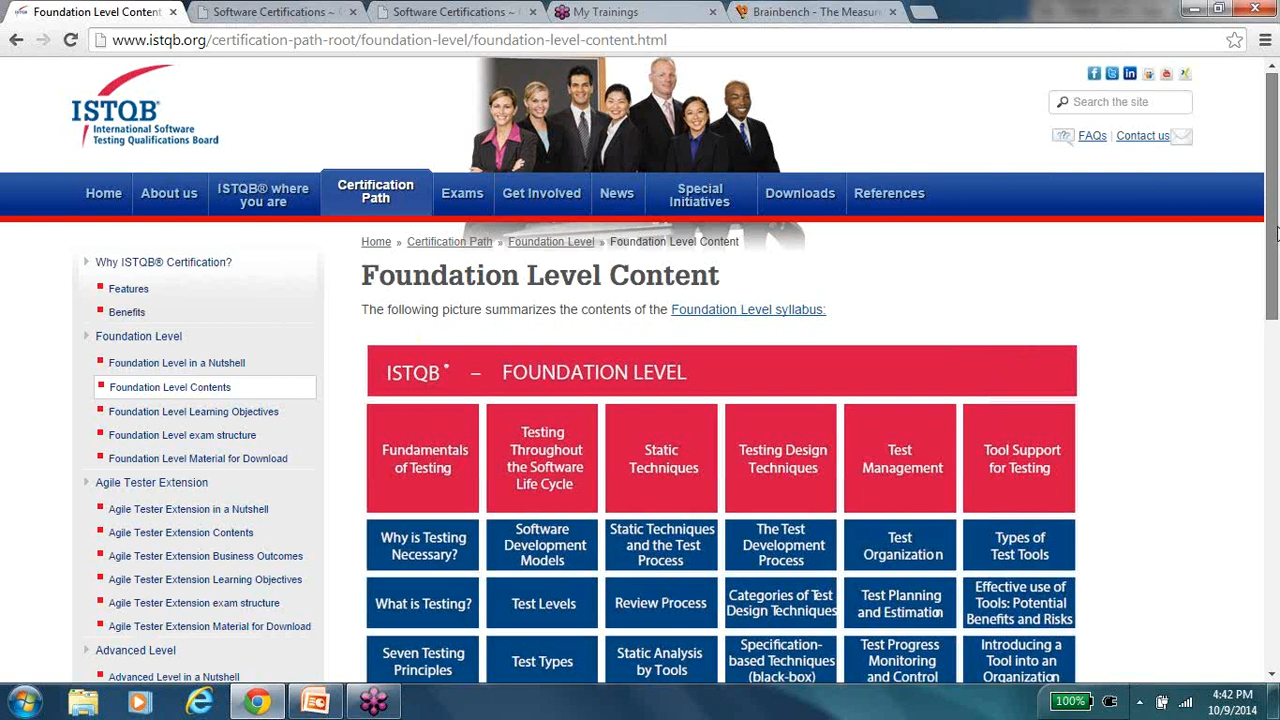 Foundation Level Content
Software Certifications ~
Software Certifications ~
My Trainings
Brainbench - The Measure
www.istqb.org/certification-path-root/foundation-level/foundation-level-content.html
ISTQB®
International Software
Testing Qualifications Board
Search the site
FAQs | Contact us
Home
About us
ISTQB® where
you are
Certification
Path
Exams
Get Involved
News
Special
Initiatives
Downloads
References
Home » Certification Path » Foundation Level » Foundation Level Content
Why ISTQB® Certification?
Features
Benefits
Foundation Level
Foundation Level in a Nutshell
Foundation Level Contents
Foundation Level Learning Objectives
Foundation Level exam structure
Foundation Level Material for Download
Agile Tester Extension
Agile Tester Extension in a Nutshell
Agile Tester Extension Contents
Agile Tester Extension Business Outcomes
Agile Tester Extension Learning Objectives
Agile Tester Extension exam structure
Agile Tester Extension Material for Download
Advanced Level
Advanced Level in a Nutshell
Foundation Level Content
The following picture summarizes the contents of the Foundation Level syllabus:
ISTQB® – FOUNDATION LEVEL
Fundamentals
of Testing
Testing
Throughout
the Software
Life Cycle
Static
Techniques
Testing Design
Techniques
Test
Management
Tool Support
for Testing
Why is Testing
Necessary?
Software
Development
Models
Static Techniques
and the Test
Process
The Test
Development
Process
Test
Organization
Types of
Test Tools
What is Testing?
Test Levels
Review Process
Categories of Test
Design Techniques
Test Planning
and Estimation
Effective use of
Tools: Potential
Benefits and Risks
Seven Testing
Principles
Test Types
Static Analysis
by Tools
Specification-
based Techniques
(black-box)
Test Progress
Monitoring
and Control
Introducing a
Tool into an
Organization
100%
4:42 PM
10/9/2014